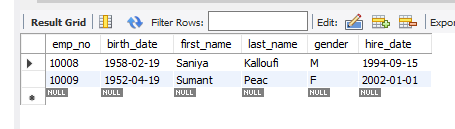 Result Grid Filter Rows: Edit: Expor
emp_no birth_date first_name last_name gender hire_date
10008 1958-02-19 Saniya Kalloufi M 1994-09-15
10009 1952-04-19 Sumant Peac F 2002-01-01
NULL NULL NULL NULL NULL NULL